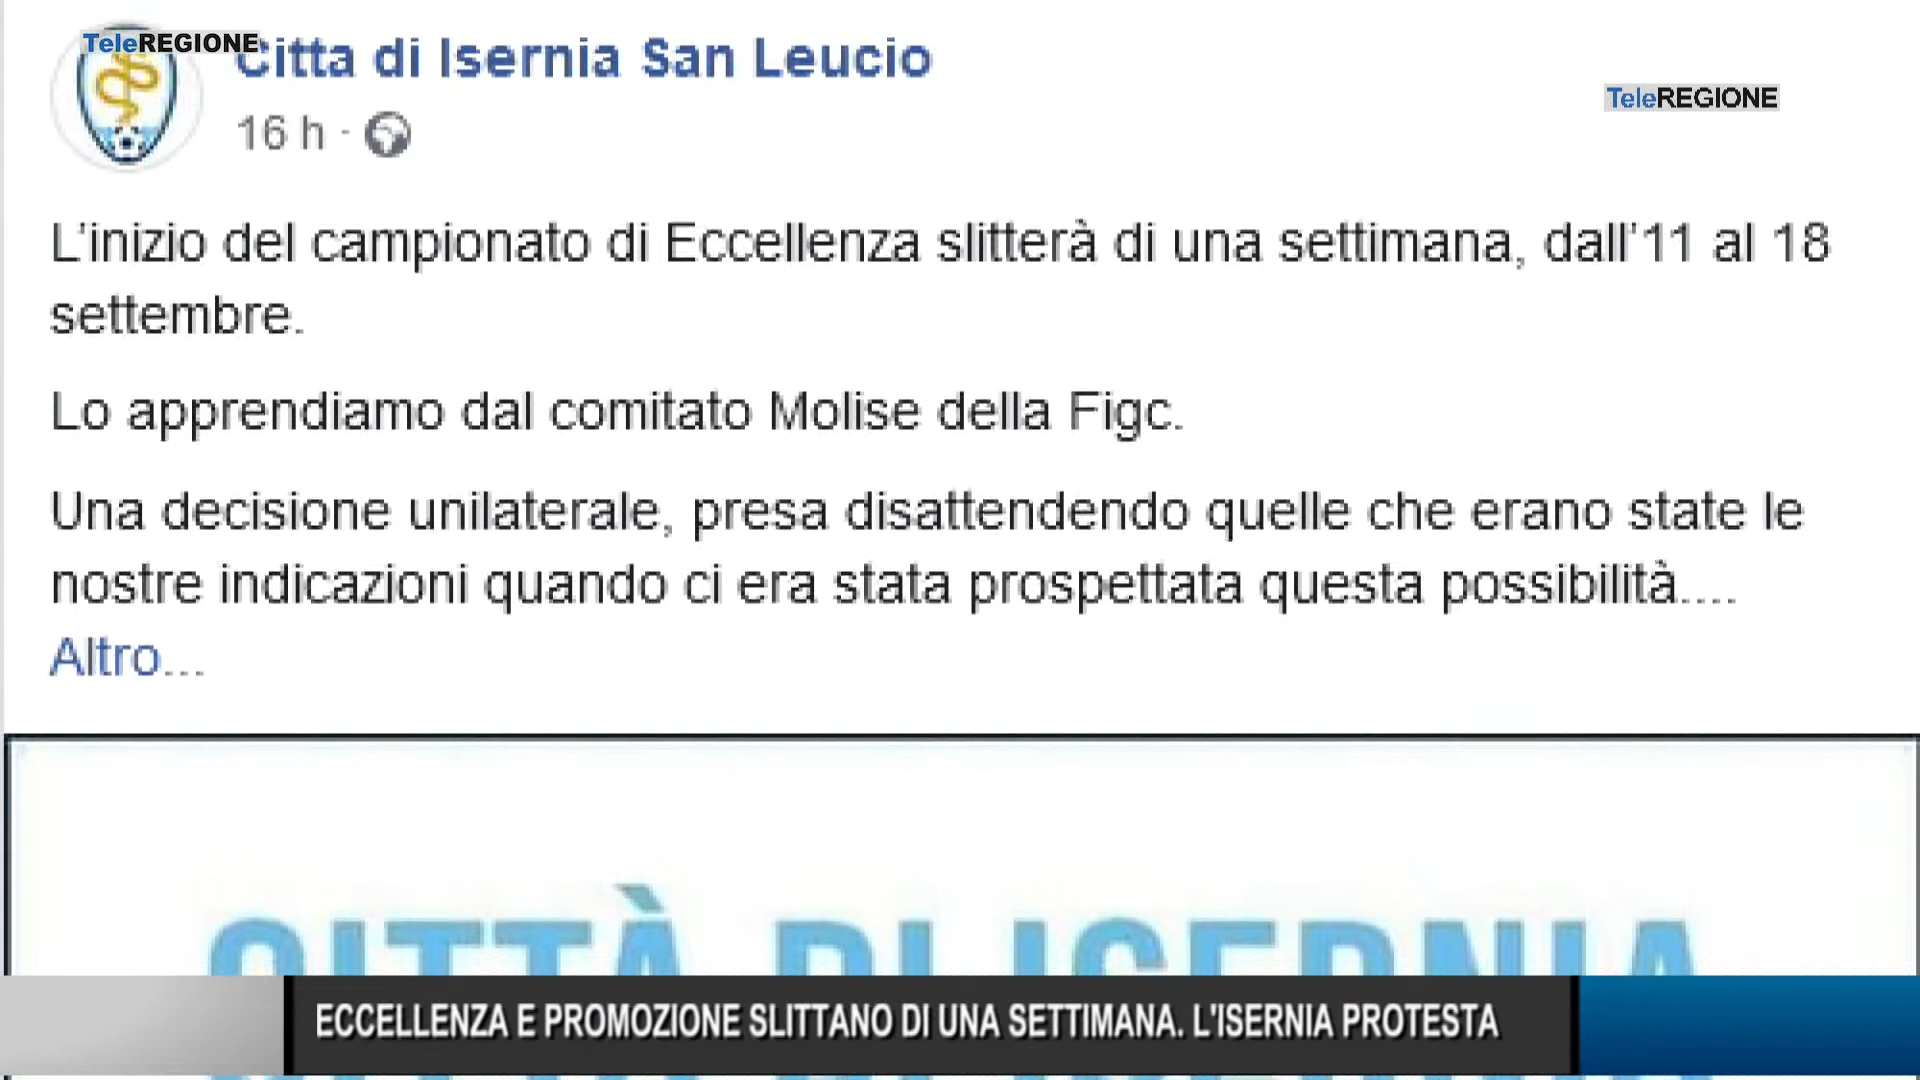 TeleREGIONE
Citta di Isernia San Leucio
16 h ·
TeleREGIONE
L'inizio del campionato di Eccellenza slitterà di una settimana, dall'11 al 18
settembre.
Lo apprendiamo dal comitato Molise della Figc.
Una decisione unilaterale, presa disattendendo quelle che erano state le
nostre indicazioni quando ci era stata prospettata questa possibilità....
Altro...
CITTÀ DI ISERNIA
ECCELLENZA E PROMOZIONE SLITTANO DI UNA SETTIMANA. L'ISERNIA PROTESTA